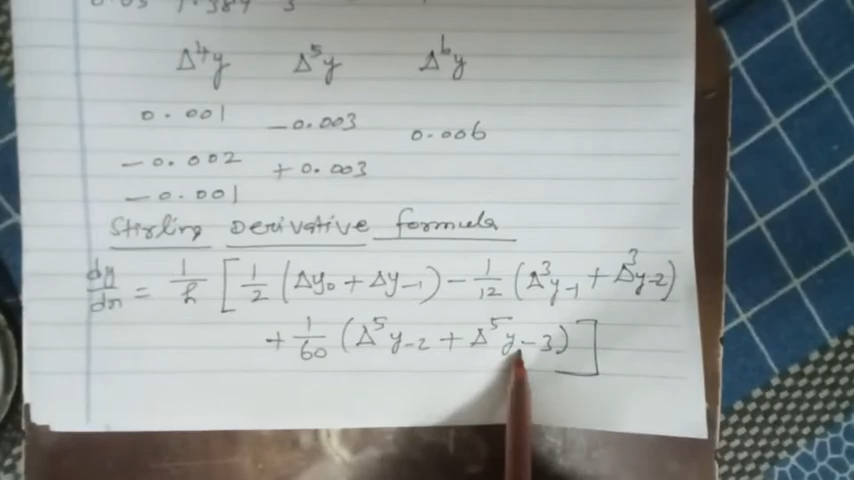 Δ⁴y Δ⁵y Δ⁶y
0.001
-0.003 0.006
-0.002 +0.003
-0.001
Stirling Derivative formula
dy/dx = 1/h [ 1/2 (Δy₀ + Δy₋₁) - 1/12 (Δ³y₋₁ + Δ³y₋₂)
+ 1/60 (Δ⁵y₋₂ + Δ⁵y₋₃) ]